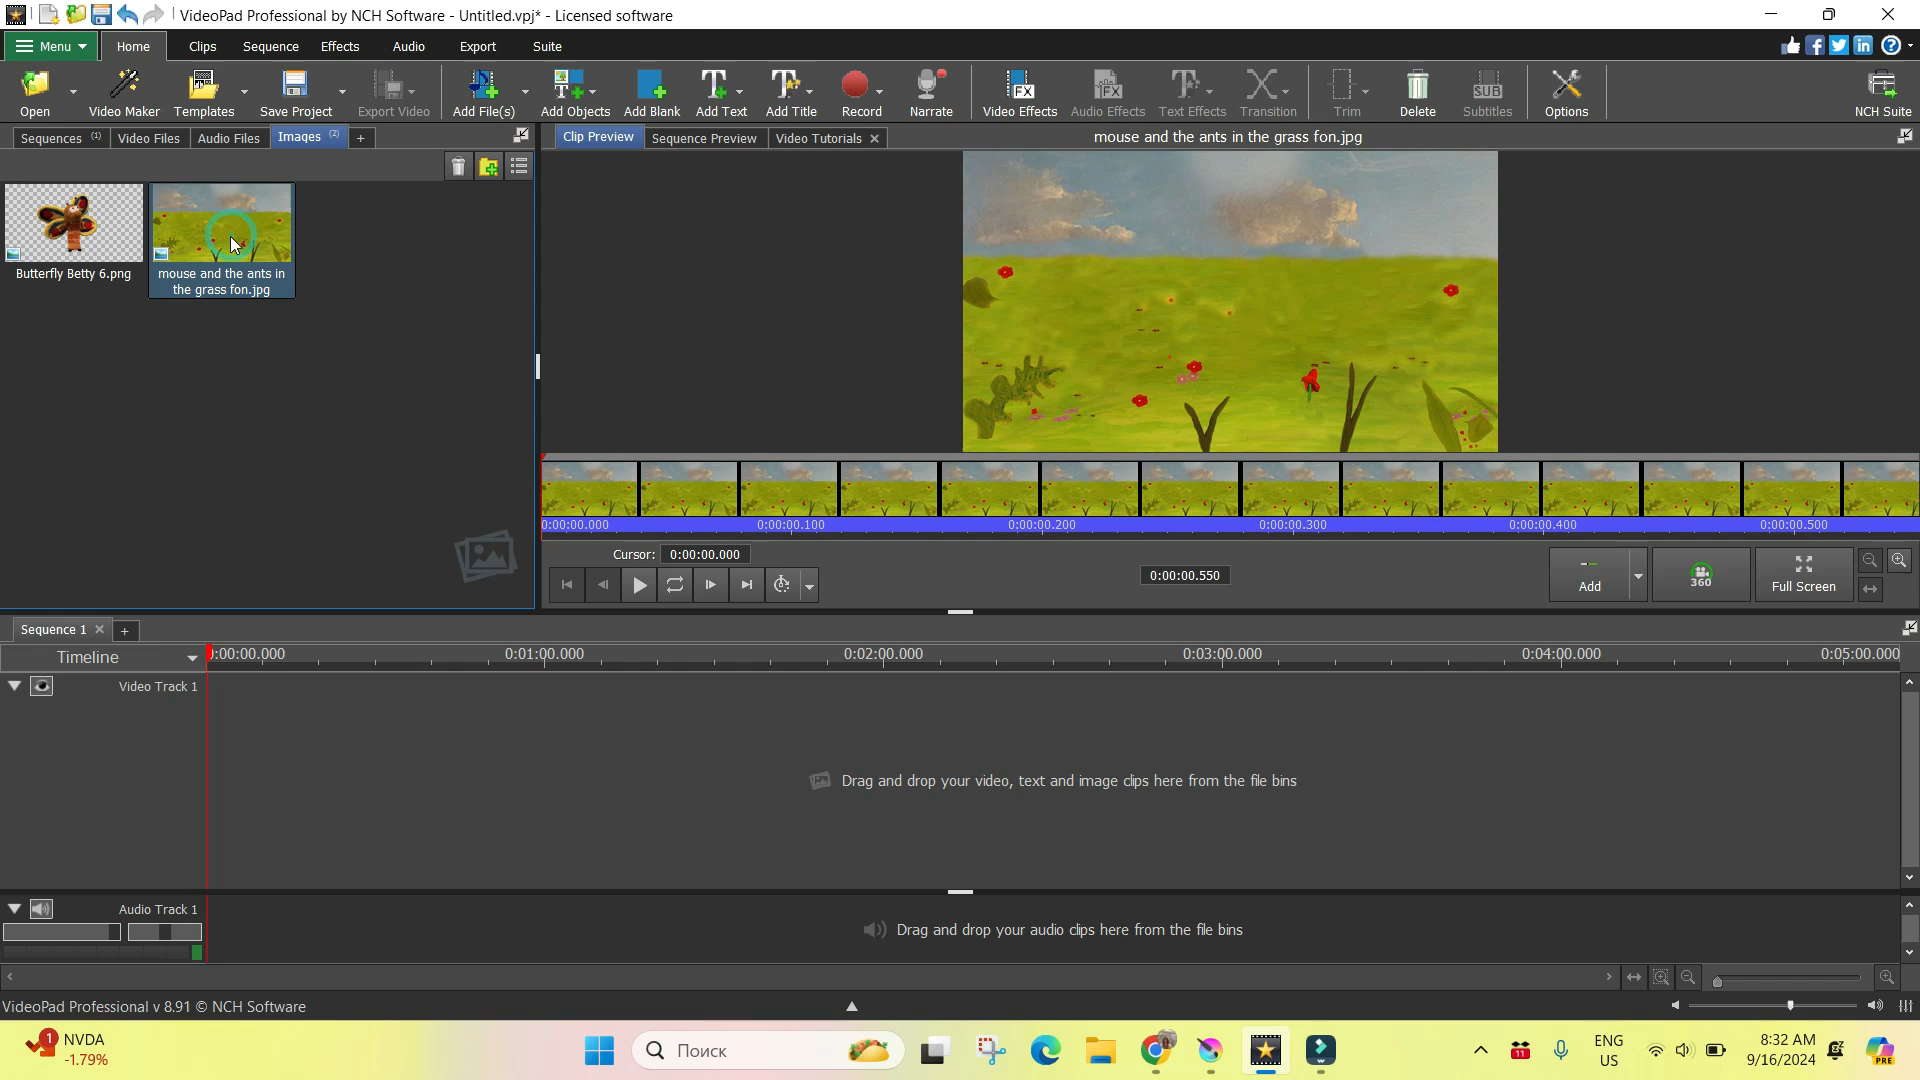 VideoPad Professional by NCH Software - Untitled.vpj* - Licensed software
Menu Home Clips Sequence Effects Audio Export Suite
Open Video Maker Templates Save Project Export Video Add File(s) Add Objects Add Blank Add Text Add Title Record Narrate Video Effects Audio Effects Text Effects Transition Trim Delete Subtitles Options NCH Suite
Sequences (1) Video Files Audio Files Images (2) + Clip Preview Sequence Preview Video Tutorials mouse and the ants in the grass fon.jpg
Butterfly Betty 6.png
mouse and the ants in
the grass fon.jpg
0:00:00.000 0:00:00.100 0:00:00.200 0:00:00.300 0:00:00.400 0:00:00.500
Cursor: 0:00:00.000
0:00:00.550
Add 360 Full Screen
Sequence 1 +
Timeline 0:00:00.000 0:01:00.000 0:02:00.000 0:03:00.000 0:04:00.000 0:05:00.000
Video Track 1
Drag and drop your video, text and image clips here from the file bins
Audio Track 1
Drag and drop your audio clips here from the file bins
VideoPad Professional v 8.91 © NCH Software
1 NVDA
-1.79%
Поиск
11
ENG
US
8:32 AM
9/16/2024
PRE